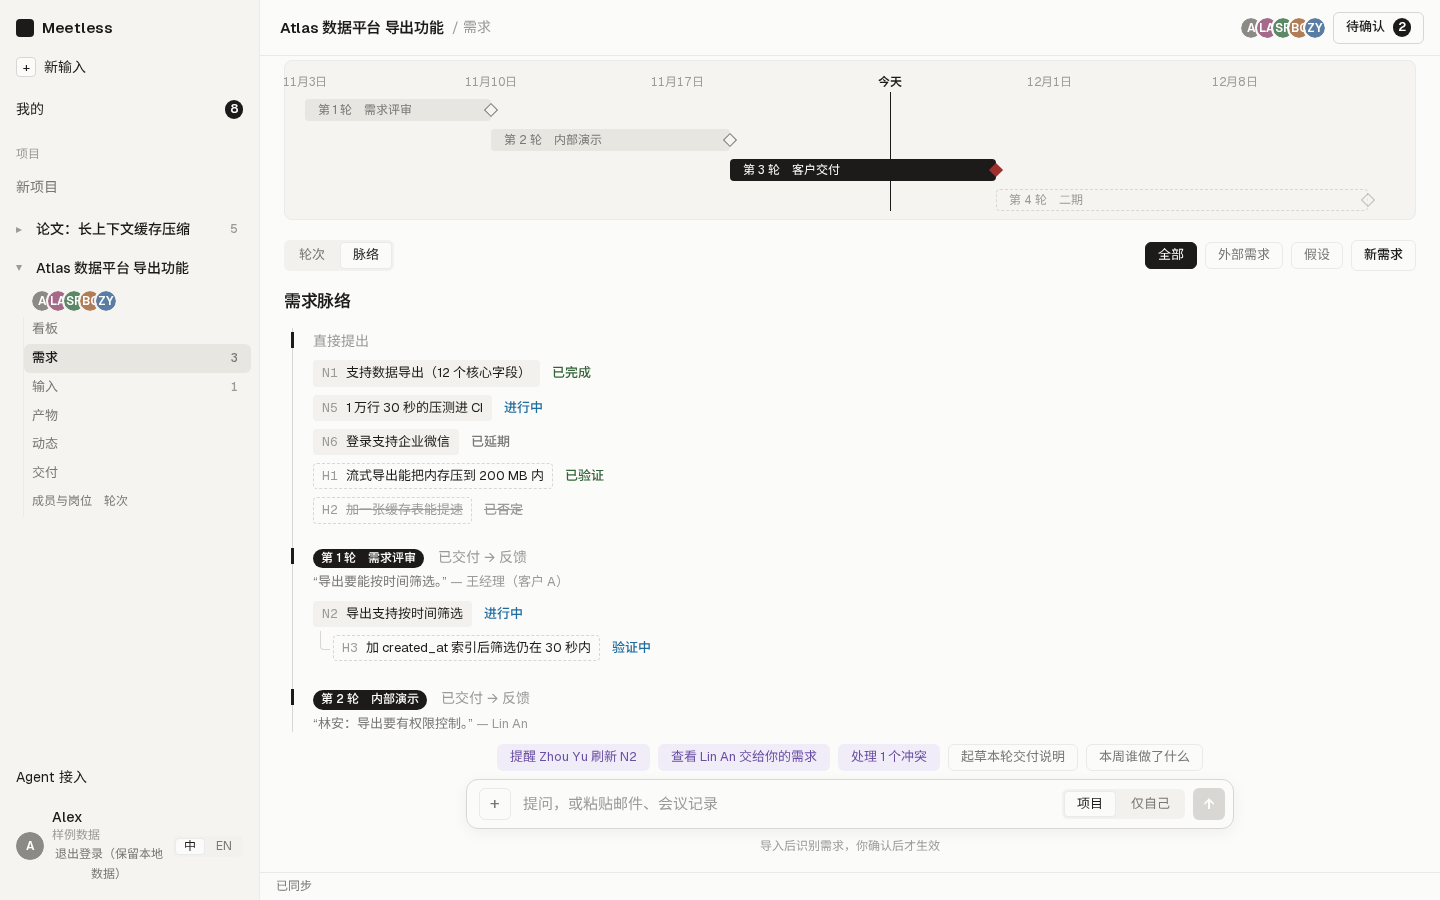 Meetless
+ 新输入
我的 8
项目
新项目
▸ 论文：长上下文缓存压缩 5
▾ Atlas 数据平台 导出功能
A LA SF BC ZY
看板
需求 3
输入 1
产物
动态
交付
成员与岗位 轮次
Agent 接入
A
Alex
样例数据
退出登录（保留本地数据）
中 EN
Atlas 数据平台 导出功能 / 需求
A LA SF BC ZY
待确认 2
11月3日 11月10日 11月17日 今天 12月1日 12月8日
第 1 轮 需求评审
第 2 轮 内部演示
第 3 轮 客户交付
第 4 轮 二期
轮次 脉络
全部 外部需求 假设 新需求
需求脉络
直接提出
N1 支持数据导出（12 个核心字段） 已完成
N5 1 万行 30 秒的压测进 CI 进行中
N6 登录支持企业微信 已延期
H1 流式导出能把内存压到 200 MB 内 已验证
H2 加一张缓存表能提速 已否定
第 1 轮 需求评审 已交付 → 反馈
“导出要能按时间筛选。” — 王经理（客户 A）
N2 导出支持按时间筛选 进行中
H3 加 created_at 索引后筛选仍在 30 秒内 验证中
第 2 轮 内部演示 已交付 → 反馈
“林安：导出要有权限控制。” — Lin An
提醒 Zhou Yu 刷新 N2 查看 Lin An 交给你的需求 处理 1 个冲突 起草本轮交付说明 本周谁做了什么
+ 提问，或粘贴邮件、会议记录 项目 仅自己
导入后识别需求，你确认后才生效
已同步